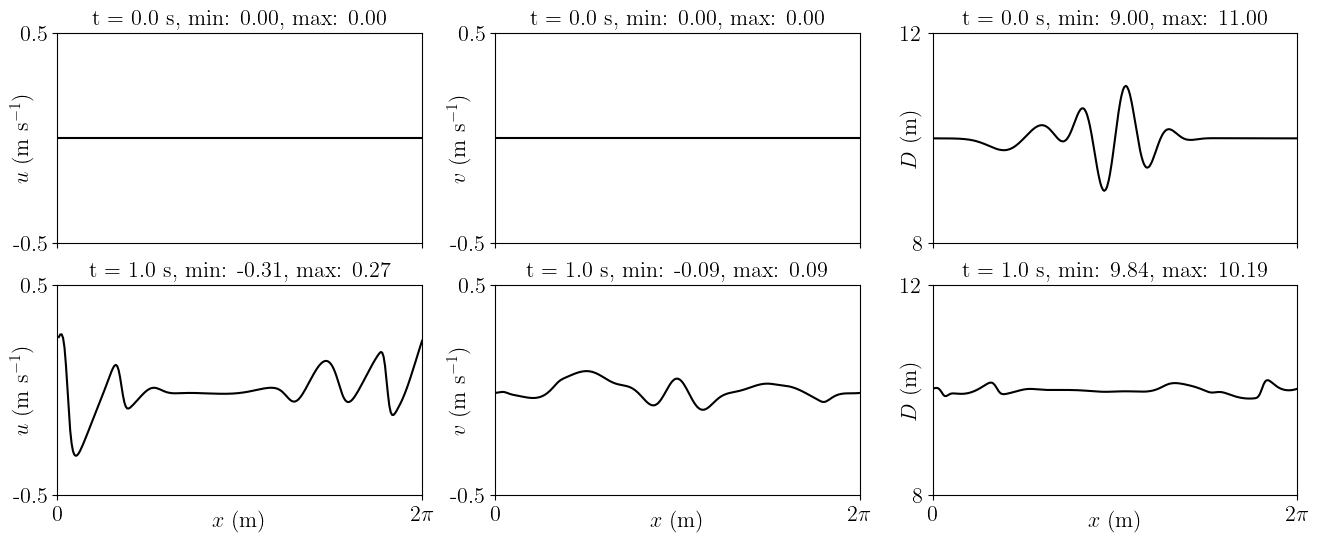 t = 0.0 s, min: 0.00, max: 0.00
t = 0.0 s, min: 0.00, max: 0.00
t = 0.0 s, min: 9.00, max: 11.00
0.5
u (m s⁻¹)
-0.5
0.5
v (m s⁻¹)
-0.5
12
D (m)
8
t = 1.0 s, min: -0.31, max: 0.27
t = 1.0 s, min: -0.09, max: 0.09
t = 1.0 s, min: 9.84, max: 10.19
0.5
u (m s⁻¹)
-0.5
0.5
v (m s⁻¹)
-0.5
12
D (m)
8
0 x (m) 2π
0 x (m) 2π
0 x (m) 2π